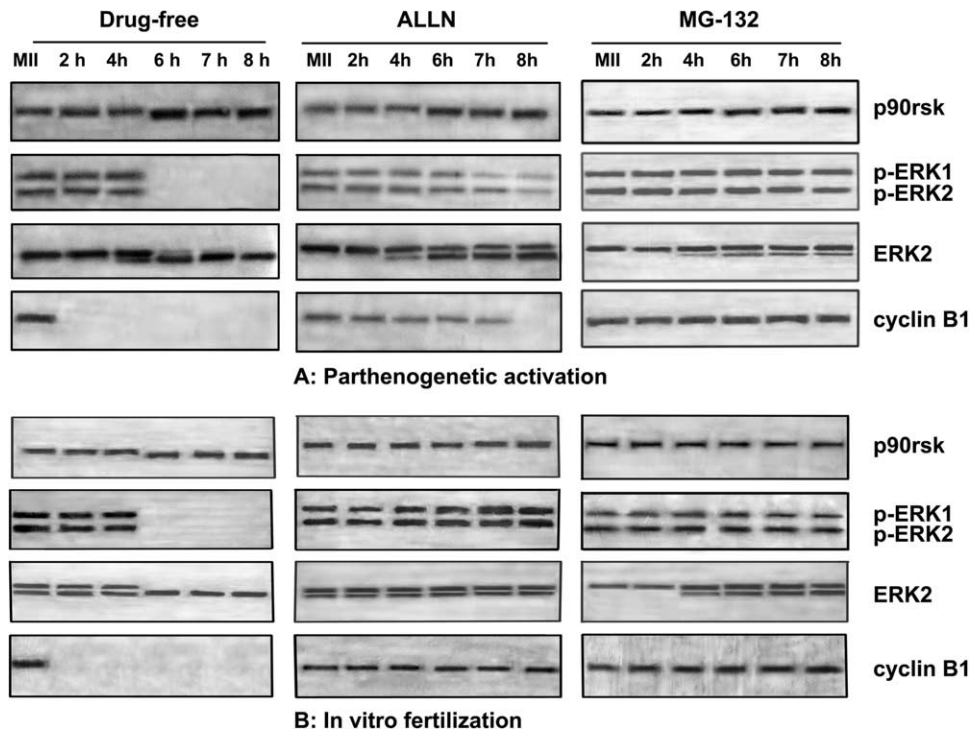 Drug-free ALLN MG-132
MII 2 h 4h 6 h 7 h 8 h MII 2h 4h 6h 7h 8h MII 2h 4h 6h 7h 8h
p90rsk
p-ERK1
p-ERK2
ERK2
cyclin B1
A: Parthenogenetic activation
p90rsk
p-ERK1
p-ERK2
ERK2
cyclin B1
B: In vitro fertilization